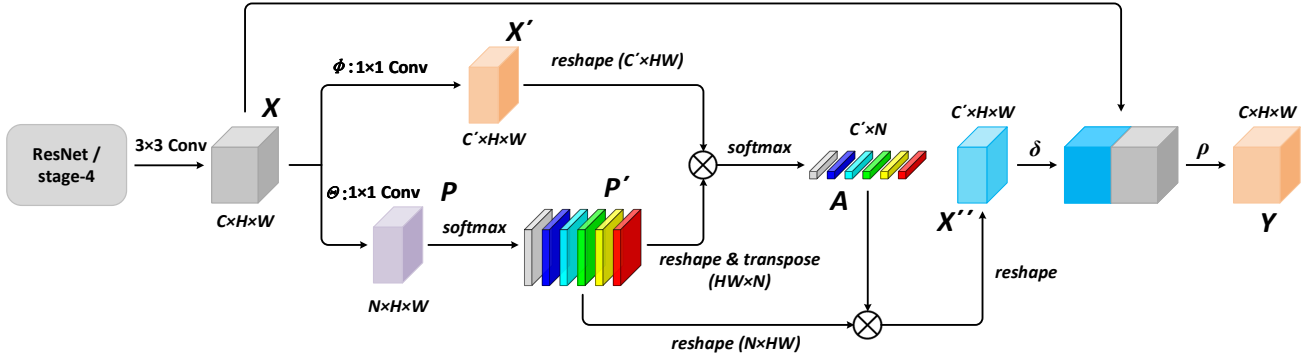 ResNet /
stage-4
3×3 Conv
X
C×H×W
Φ:1×1 Conv
X′
C′×H×W
reshape (C′×HW)
Θ:1×1 Conv
P
N×H×W
softmax
P′
reshape & transpose
(HW×N)
reshape (N×HW)
softmax
C′×N
A
C′×H×W
X′′
reshape
δ
ρ
C×H×W
Y